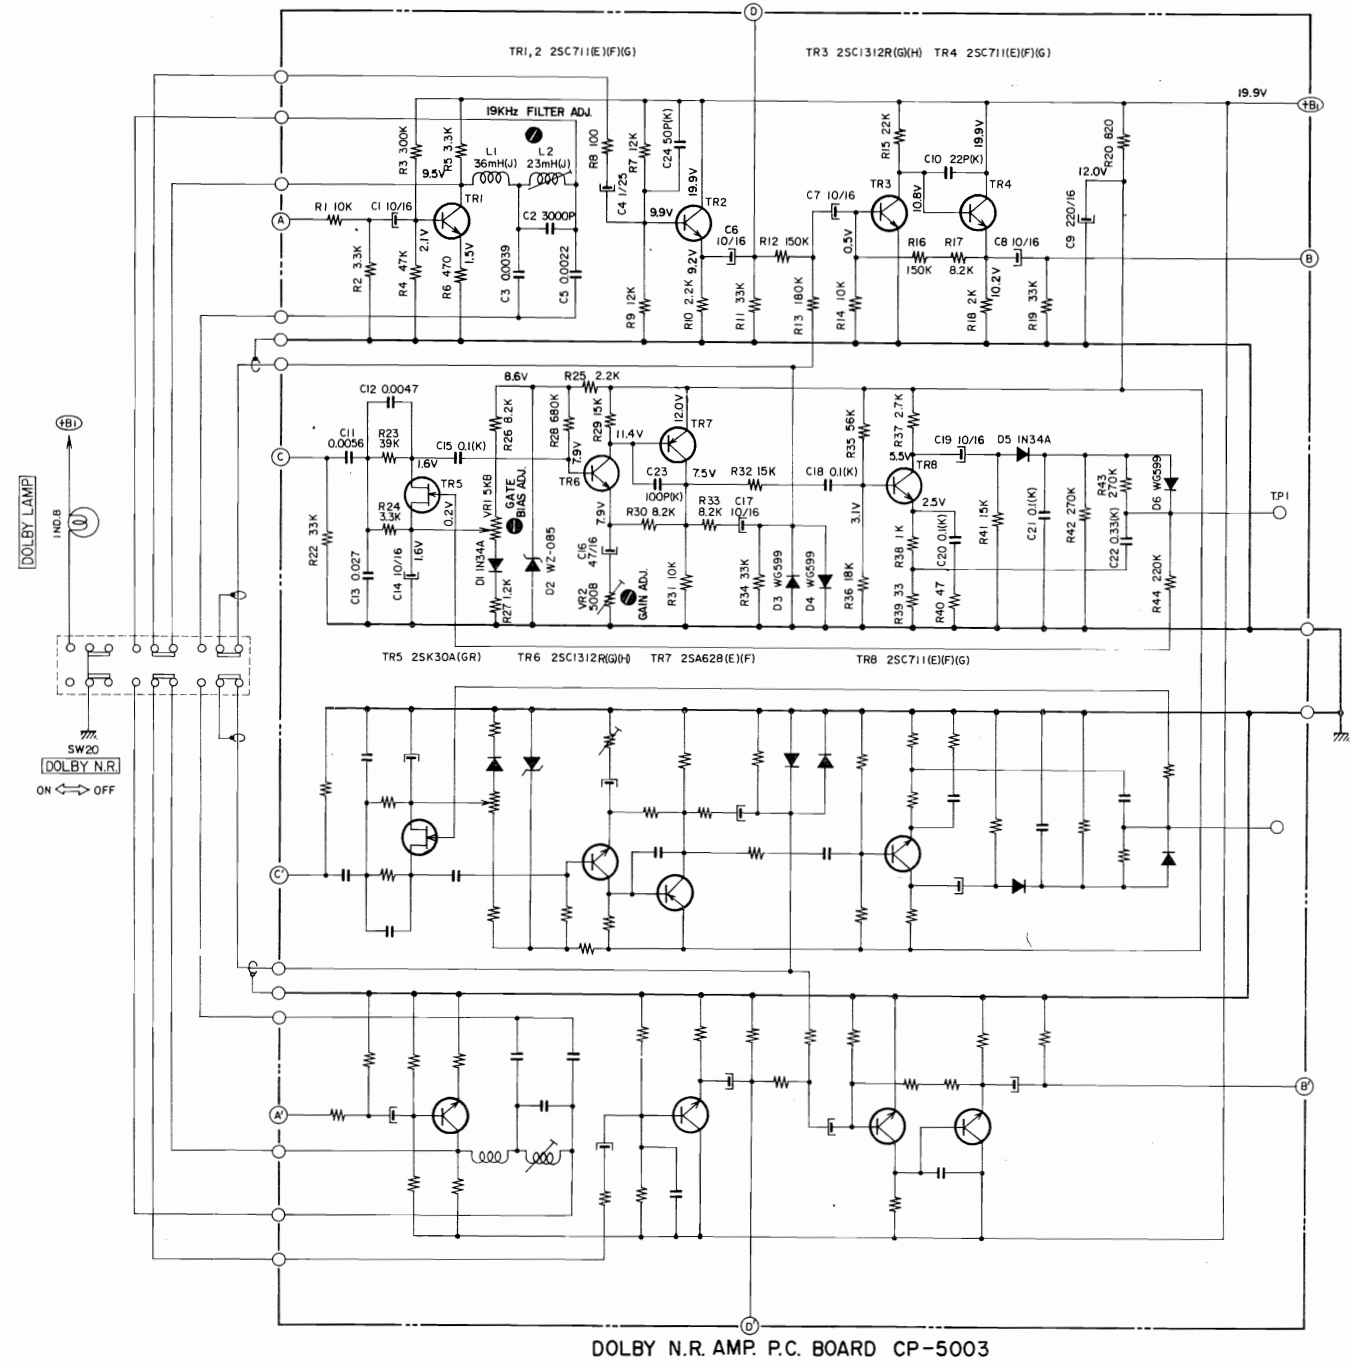 D
TR1,2 2SC711(E)(F)(G)
TR3 2SC1312R(G)(H) TR4 2SC711(E)(F)(G)
19.9V
+B1
19KHz FILTER ADJ.
R3 300K
R5 3.3K
L1
36mH(J)
L2
23mH(J)
R8 100
R7 12K
C24 50P(K)
19.9V
R15 22K
C10 22P(K)
19.9V
R20 820
9.5V
12.0V
A
R1 10K
C1 10/16
TR1
C2 3000P
C4 1/25
9.9V
TR2
C7 10/16
TR3
10.8V
TR4
C9 220/16
2.1V
1.5V
C6
10/16
R12 150K
0.5V
R16
150K
R17
8.2K
C8 10/16
B
9.2V
10.2V
R2 3.3K
R4 47K
R6 470
C3 0.0039
C5 0.0022
R9 12K
R10 2.2K
R11 33K
R13 180K
R14 10K
R18 2K
R19 33K
8.6V
R25 2.2K
C12 0.0047
+B1
C11
0.0056
R23
39K
C15 0.1(K)
R26 8.2K
R28 680K
R29 15K
12.0V
TR7
11.4V
R35 56K
R37 2.7K
C19 10/16
D5 1N34A
C
1.6V
TR5
0.2V
VR1 5KB
GATE
BIAS ADJ.
7.9V
TR6
C23
100P(K)
7.5V
R32 15K
C18 0.1(K)
5.5V
TR8
R43
270K
D6 WG599
DOLBY LAMP
IND.8
R22 33K
R24
3.3K
1.6V
7.9V
R30 8.2K
R33
8.2K
C17
10/16
3.1V
2.5V
T.P.1
C13 0.027
C14 10/16
D1 1N34A
R27 1.2K
D2 WZ-085
C16
47/16
VR2
500B
GAIN ADJ.
R31 10K
R34 33K
D3 WG599
D4 WG599
R36 18K
R38 1K
R39 33
C20 0.1(K)
R40 47
R41 15K
C21 0.1(K)
R42 270K
C22 0.33(K)
R44 220K
TR5 2SK30A(GR)
TR6 2SC1312R(G)(H)
TR7 2SA628(E)(F)
TR8 2SC711(E)(F)(G)
SW20
DOLBY N.R.
ON ⇔ OFF
C'
A'
B'
D'
DOLBY N.R. AMP. P.C. BOARD CP-5003